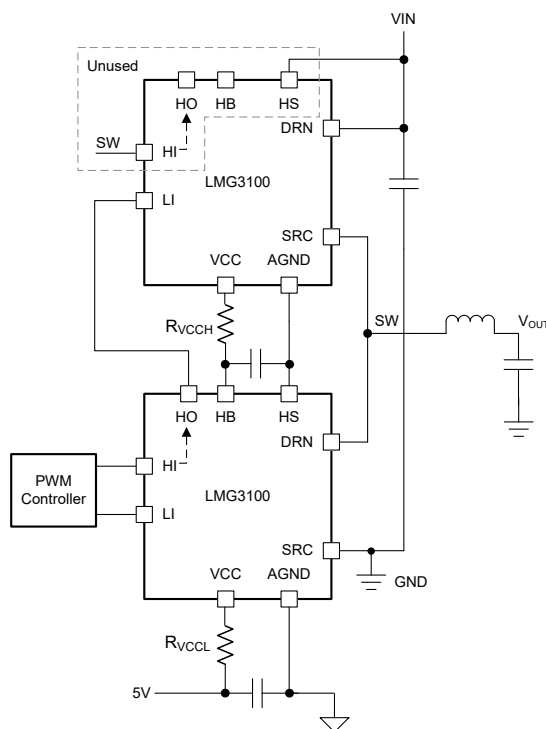 VIN
Unused
HO HB HS
DRN
SW
HI
LMG3100
LI
SRC
VCC AGND
RVCCH
SW
VOUT
HO HB HS
DRN
HI
PWM
Controller
LMG3100
LI
SRC
VCC AGND
GND
RVCCL
5V